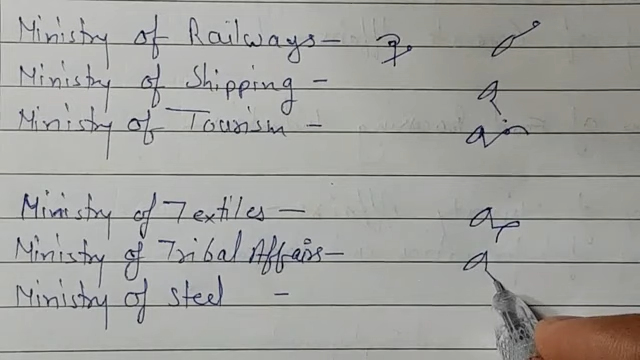 Ministry of Railways –
Ministry of Shipping –
Ministry of Tourism –
Ministry of Textiles –
Ministry of Tribal Affairs –
Ministry of Steel –